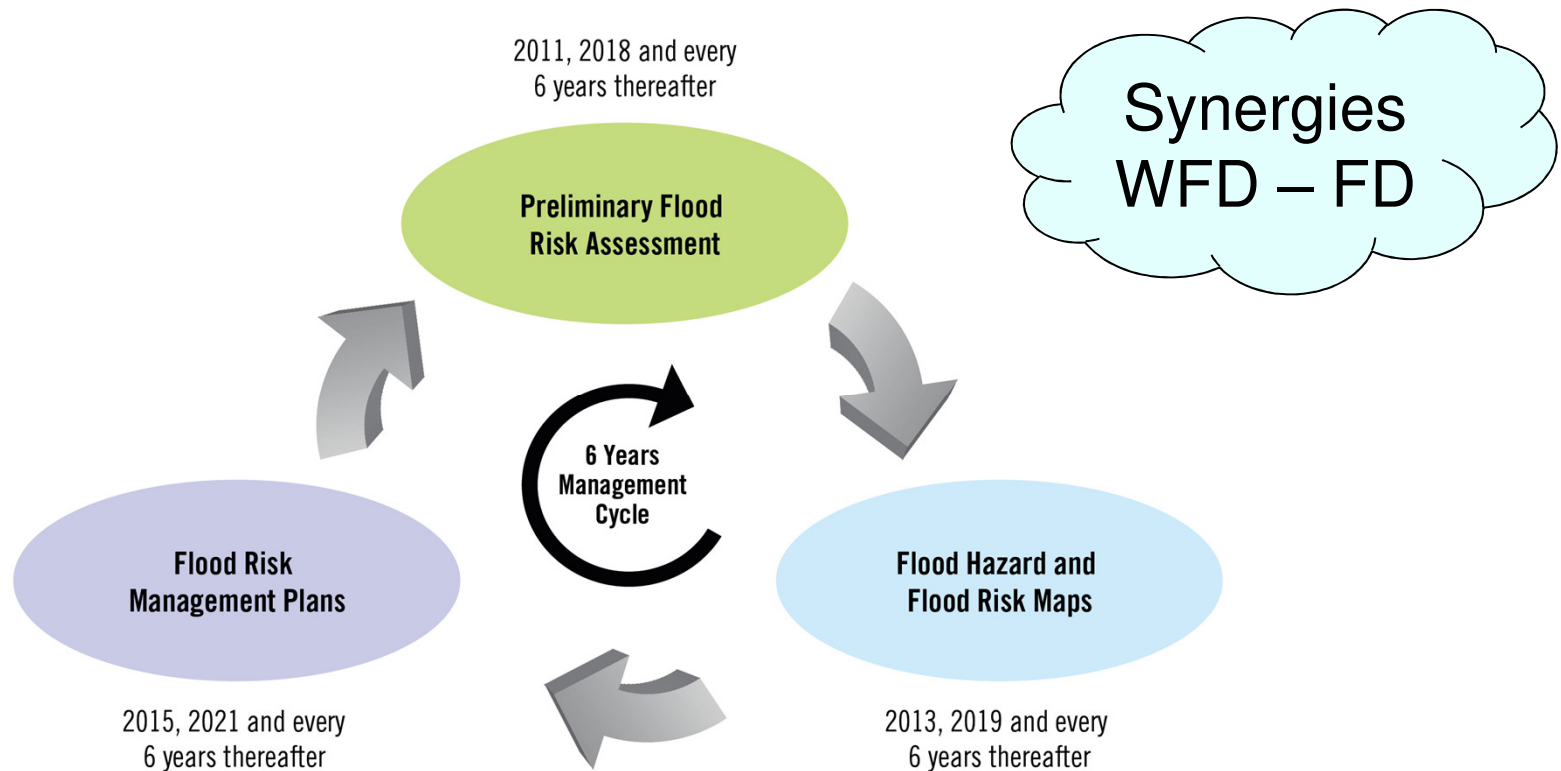 2011, 2018 and every
6 years thereafter
Synergies
WFD – FD
Preliminary Flood
Risk Assessment
6 Years
Management
Cycle
Flood Risk
Management Plans
Flood Hazard and
Flood Risk Maps
2015, 2021 and every
6 years thereafter
2013, 2019 and every
6 years thereafter